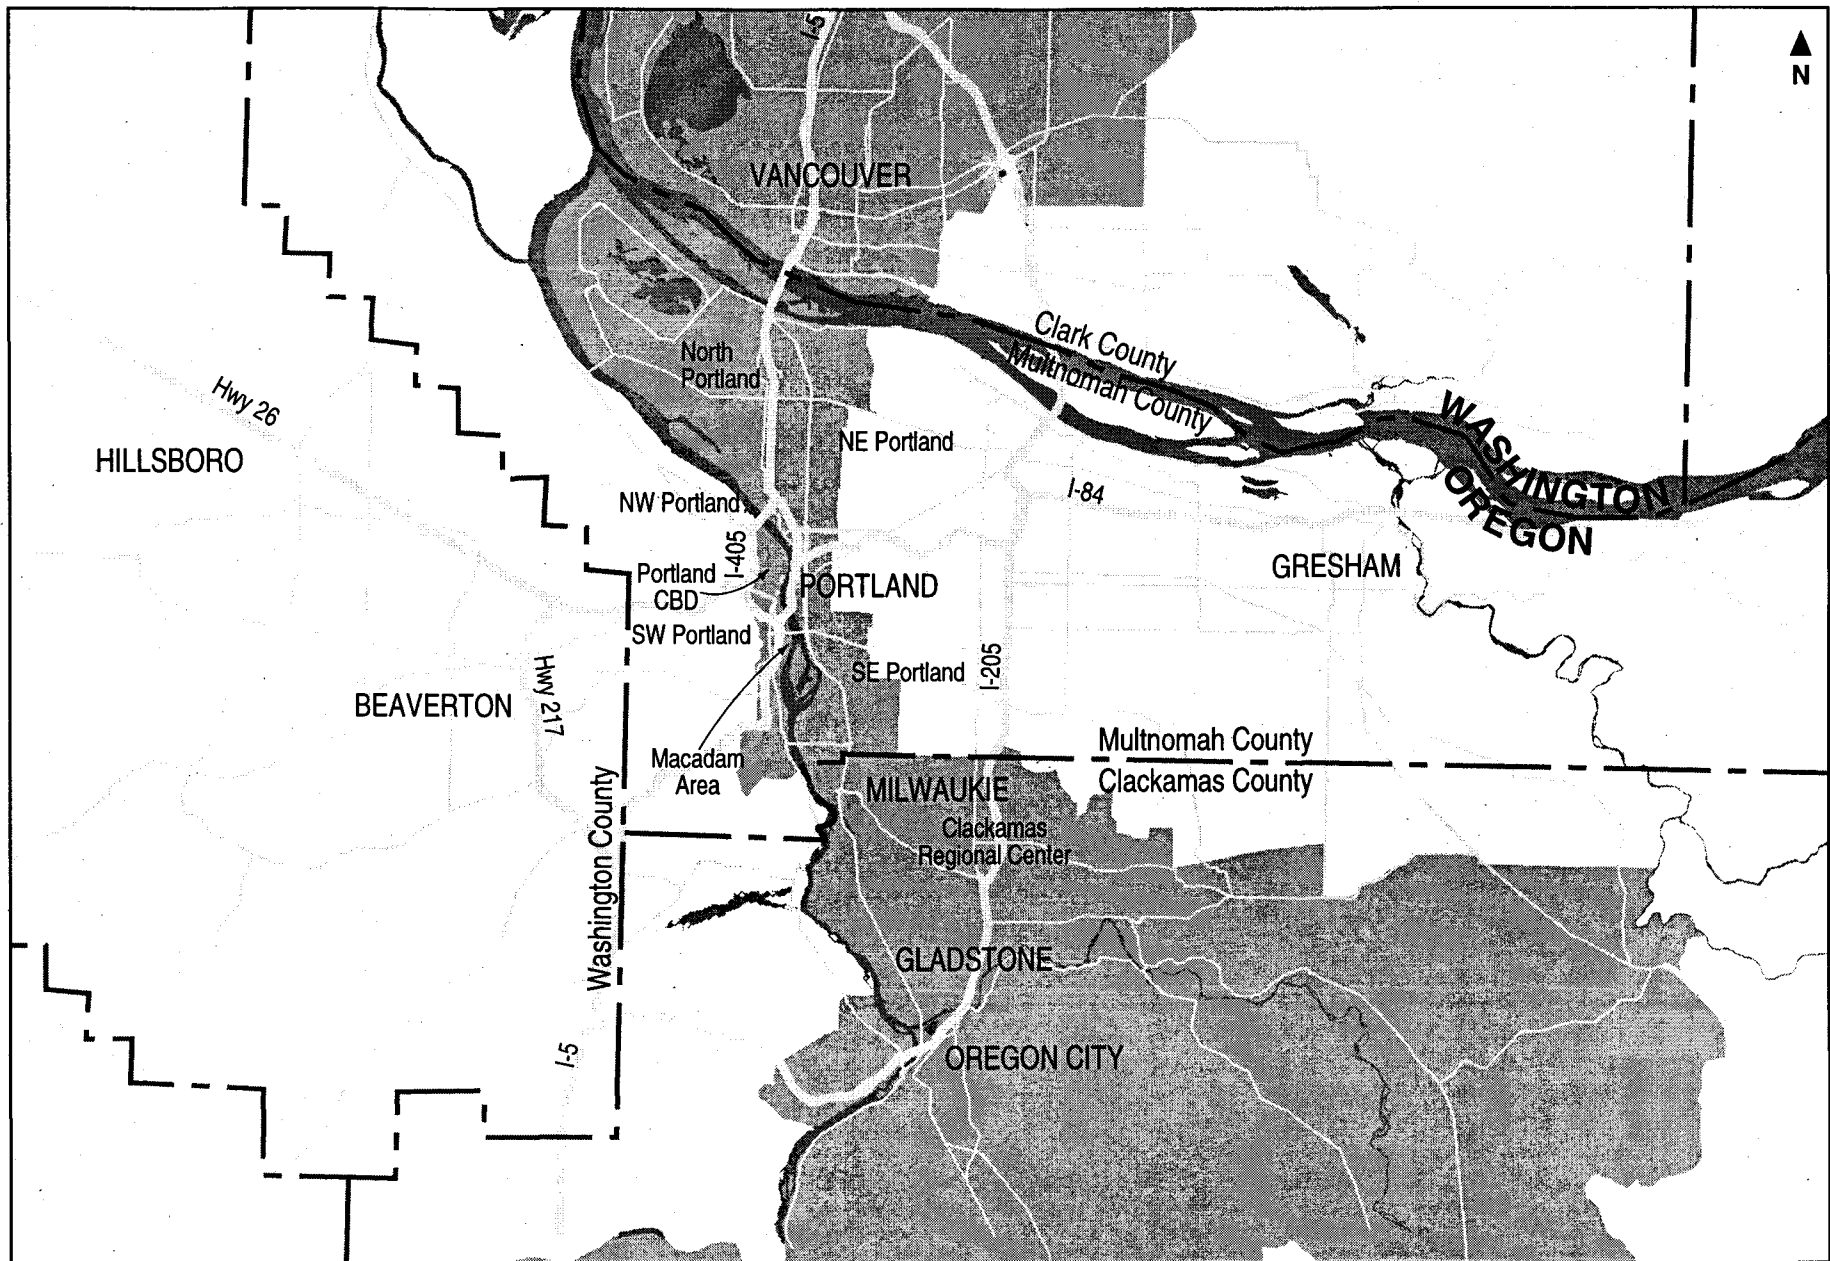 I-5
N
VANCOUVER
Clark County
Multnomah County
North
Portland
Hwy 26
WASHINGTON
OREGON
NE Portland
HILLSBORO
I-84
NW Portland
I-405
GRESHAM
Portland
CBD
PORTLAND
SW Portland
SE Portland
I-205
Hwy 217
BEAVERTON
Multnomah County
Clackamas County
Macadam
Area
MILWAUKIE
Clackamas
Regional Center
Washington County
GLADSTONE
I-5
OREGON CITY